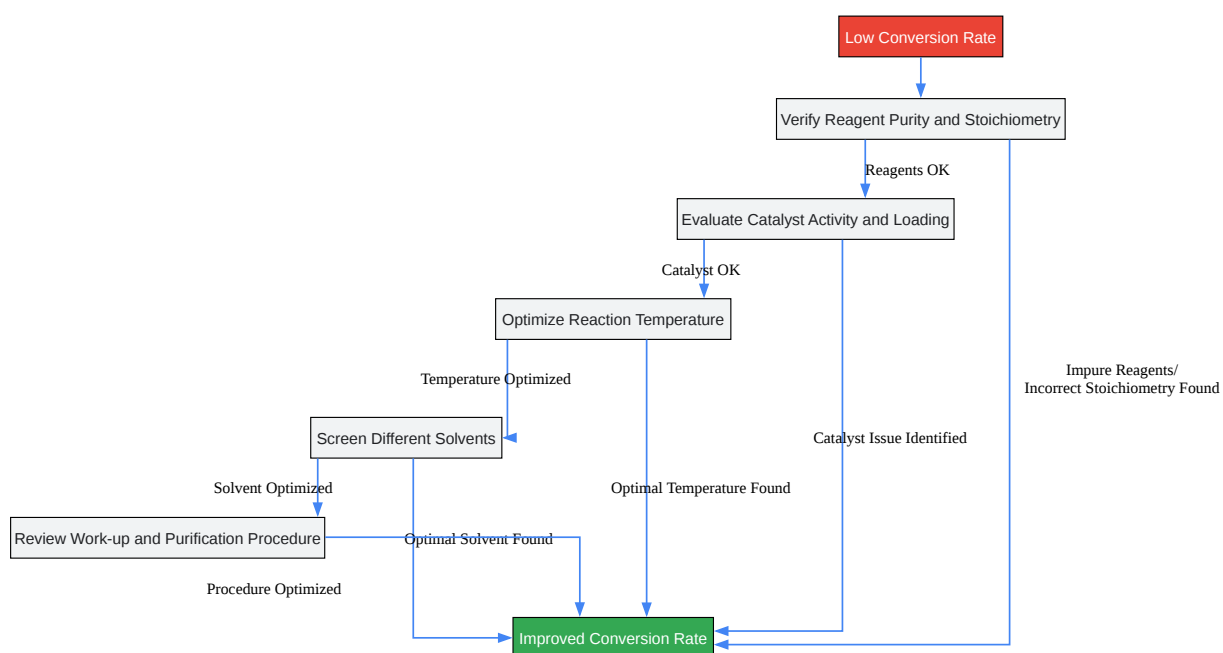 Low Conversion Rate
Verify Reagent Purity and Stoichiometry
Reagents OK
Evaluate Catalyst Activity and Loading
Catalyst OK
Optimize Reaction Temperature
Impure Reagents/
Incorrect Stoichiometry Found
Temperature Optimized
Screen Different Solvents
Catalyst Issue Identified
Solvent Optimized
Optimal Temperature Found
Review Work-up and Purification Procedure
Optimal Solvent Found
Procedure Optimized
Improved Conversion Rate